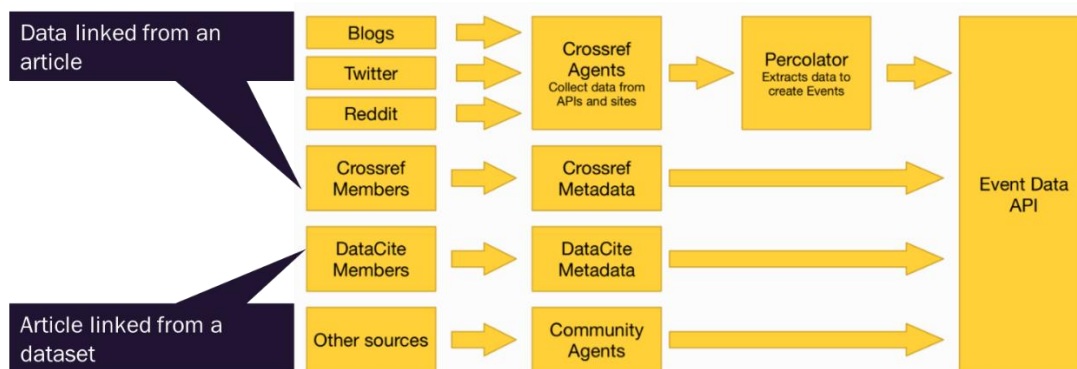 Data linked from an
article
Blogs
Twitter
Reddit
Crossref
Agents
Collect data from
APIs and sites
Percolator
Extracts data to
create Events
Crossref
Members
Crossref
Metadata
Event Data
API
DataCite
Members
DataCite
Metadata
Article linked from a
dataset
Other sources
Community
Agents